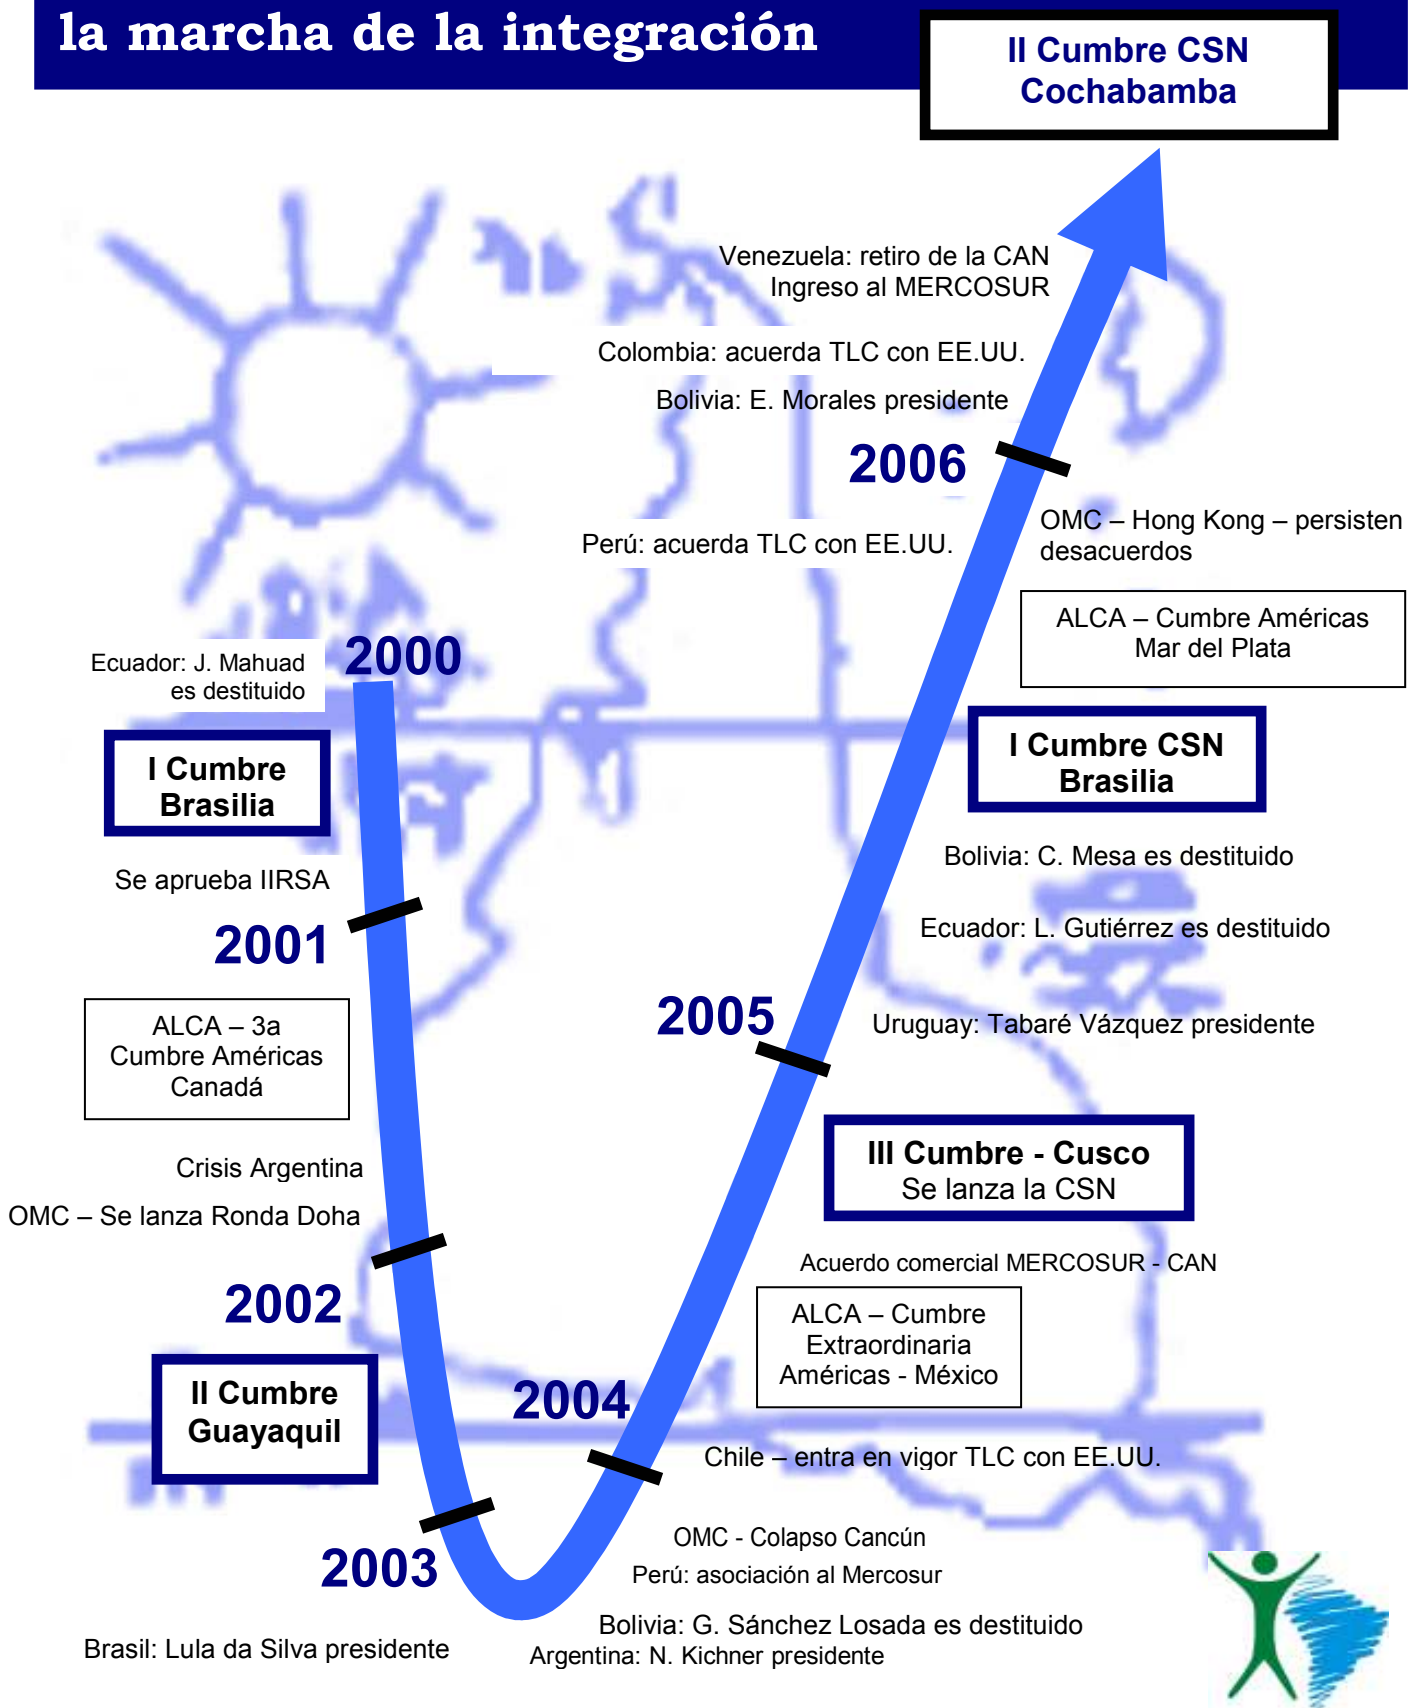 la marcha de la integración
II Cumbre CSN
Cochabamba
Venezuela: retiro de la CAN
Ingreso al MERCOSUR
Colombia: acuerda TLC con EE.UU.
Bolivia: E. Morales presidente
2006
OMC – Hong Kong – persisten
desacuerdos
Perú: acuerda TLC con EE.UU.
ALCA – Cumbre Américas
Mar del Plata
2000
Ecuador: J. Mahuad
es destituido
I Cumbre
Brasilia
I Cumbre CSN
Brasilia
Se aprueba IIRSA
Bolivia: C. Mesa es destituido
2001
Ecuador: L. Gutiérrez es destituido
2005
Uruguay: Tabaré Vázquez presidente
ALCA – 3a
Cumbre Américas
Canadá
III Cumbre - Cusco
Se lanza la CSN
Crisis Argentina
OMC – Se lanza Ronda Doha
Acuerdo comercial MERCOSUR - CAN
2002
ALCA – Cumbre
Extraordinaria
Américas - México
II Cumbre
Guayaquil
2004
Chile – entra en vigor TLC con EE.UU.
2003
OMC - Colapso Cancún
Perú: asociación al Mercosur
Bolivia: G. Sánchez Losada es destituido
Brasil: Lula da Silva presidente
Argentina: N. Kichner presidente